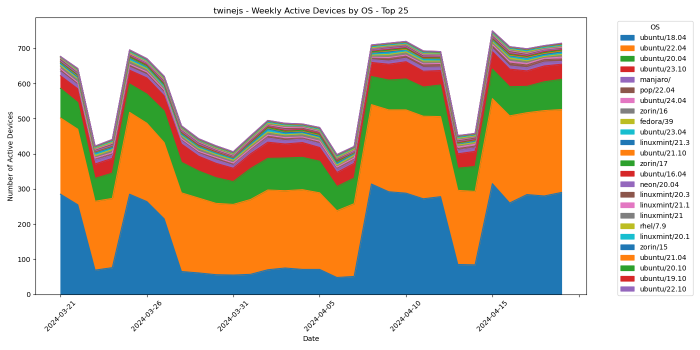 twinejs - Weekly Active Devices by OS - Top 25
OS
ubuntu/18.04
ubuntu/22.04
ubuntu/20.04
ubuntu/23.10
manjaro/
pop/22.04
ubuntu/24.04
zorin/16
fedora/39
ubuntu/23.04
linuxmint/21.3
ubuntu/21.10
zorin/17
ubuntu/16.04
neon/20.04
linuxmint/20.3
linuxmint/21.1
linuxmint/21
rhel/7.9
linuxmint/20.1
zorin/15
ubuntu/21.04
ubuntu/20.10
ubuntu/19.10
ubuntu/22.10
Number of Active Devices
700
600
500
400
300
200
100
0
2024-03-21
2024-03-26
2024-03-31
2024-04-05
2024-04-10
2024-04-15
Date